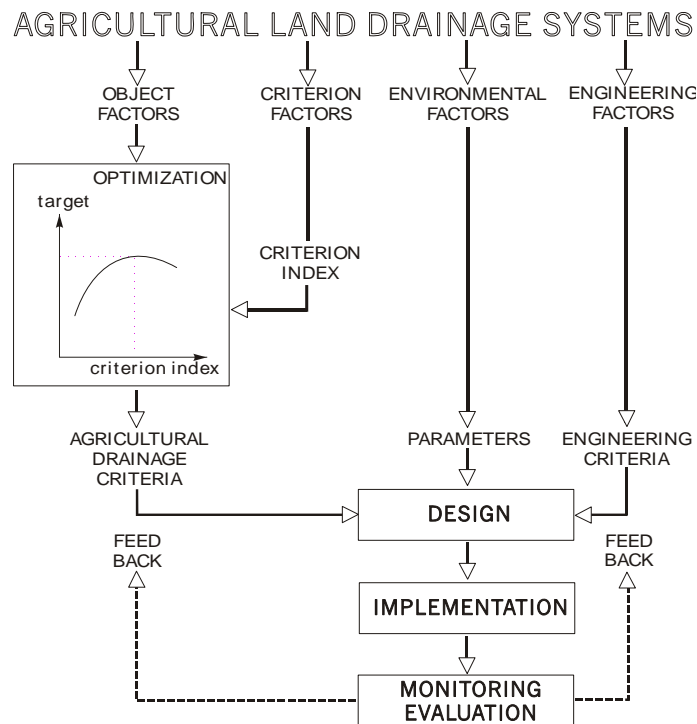 AGRICULTURAL LAND DRAINAGE SYSTEMS
OBJECT
FACTORS
CRITERION
FACTORS
ENVIRONMENTAL
FACTORS
ENGINEERING
FACTORS
OPTIMIZATION
target
criterion index
CRITERION
INDEX
AGRICULTURAL
DRAINAGE
CRITERIA
PARAMETERS
ENGINEERING
CRITERIA
DESIGN
FEED
BACK
FEED
BACK
IMPLEMENTATION
MONITORING
EVALUATION